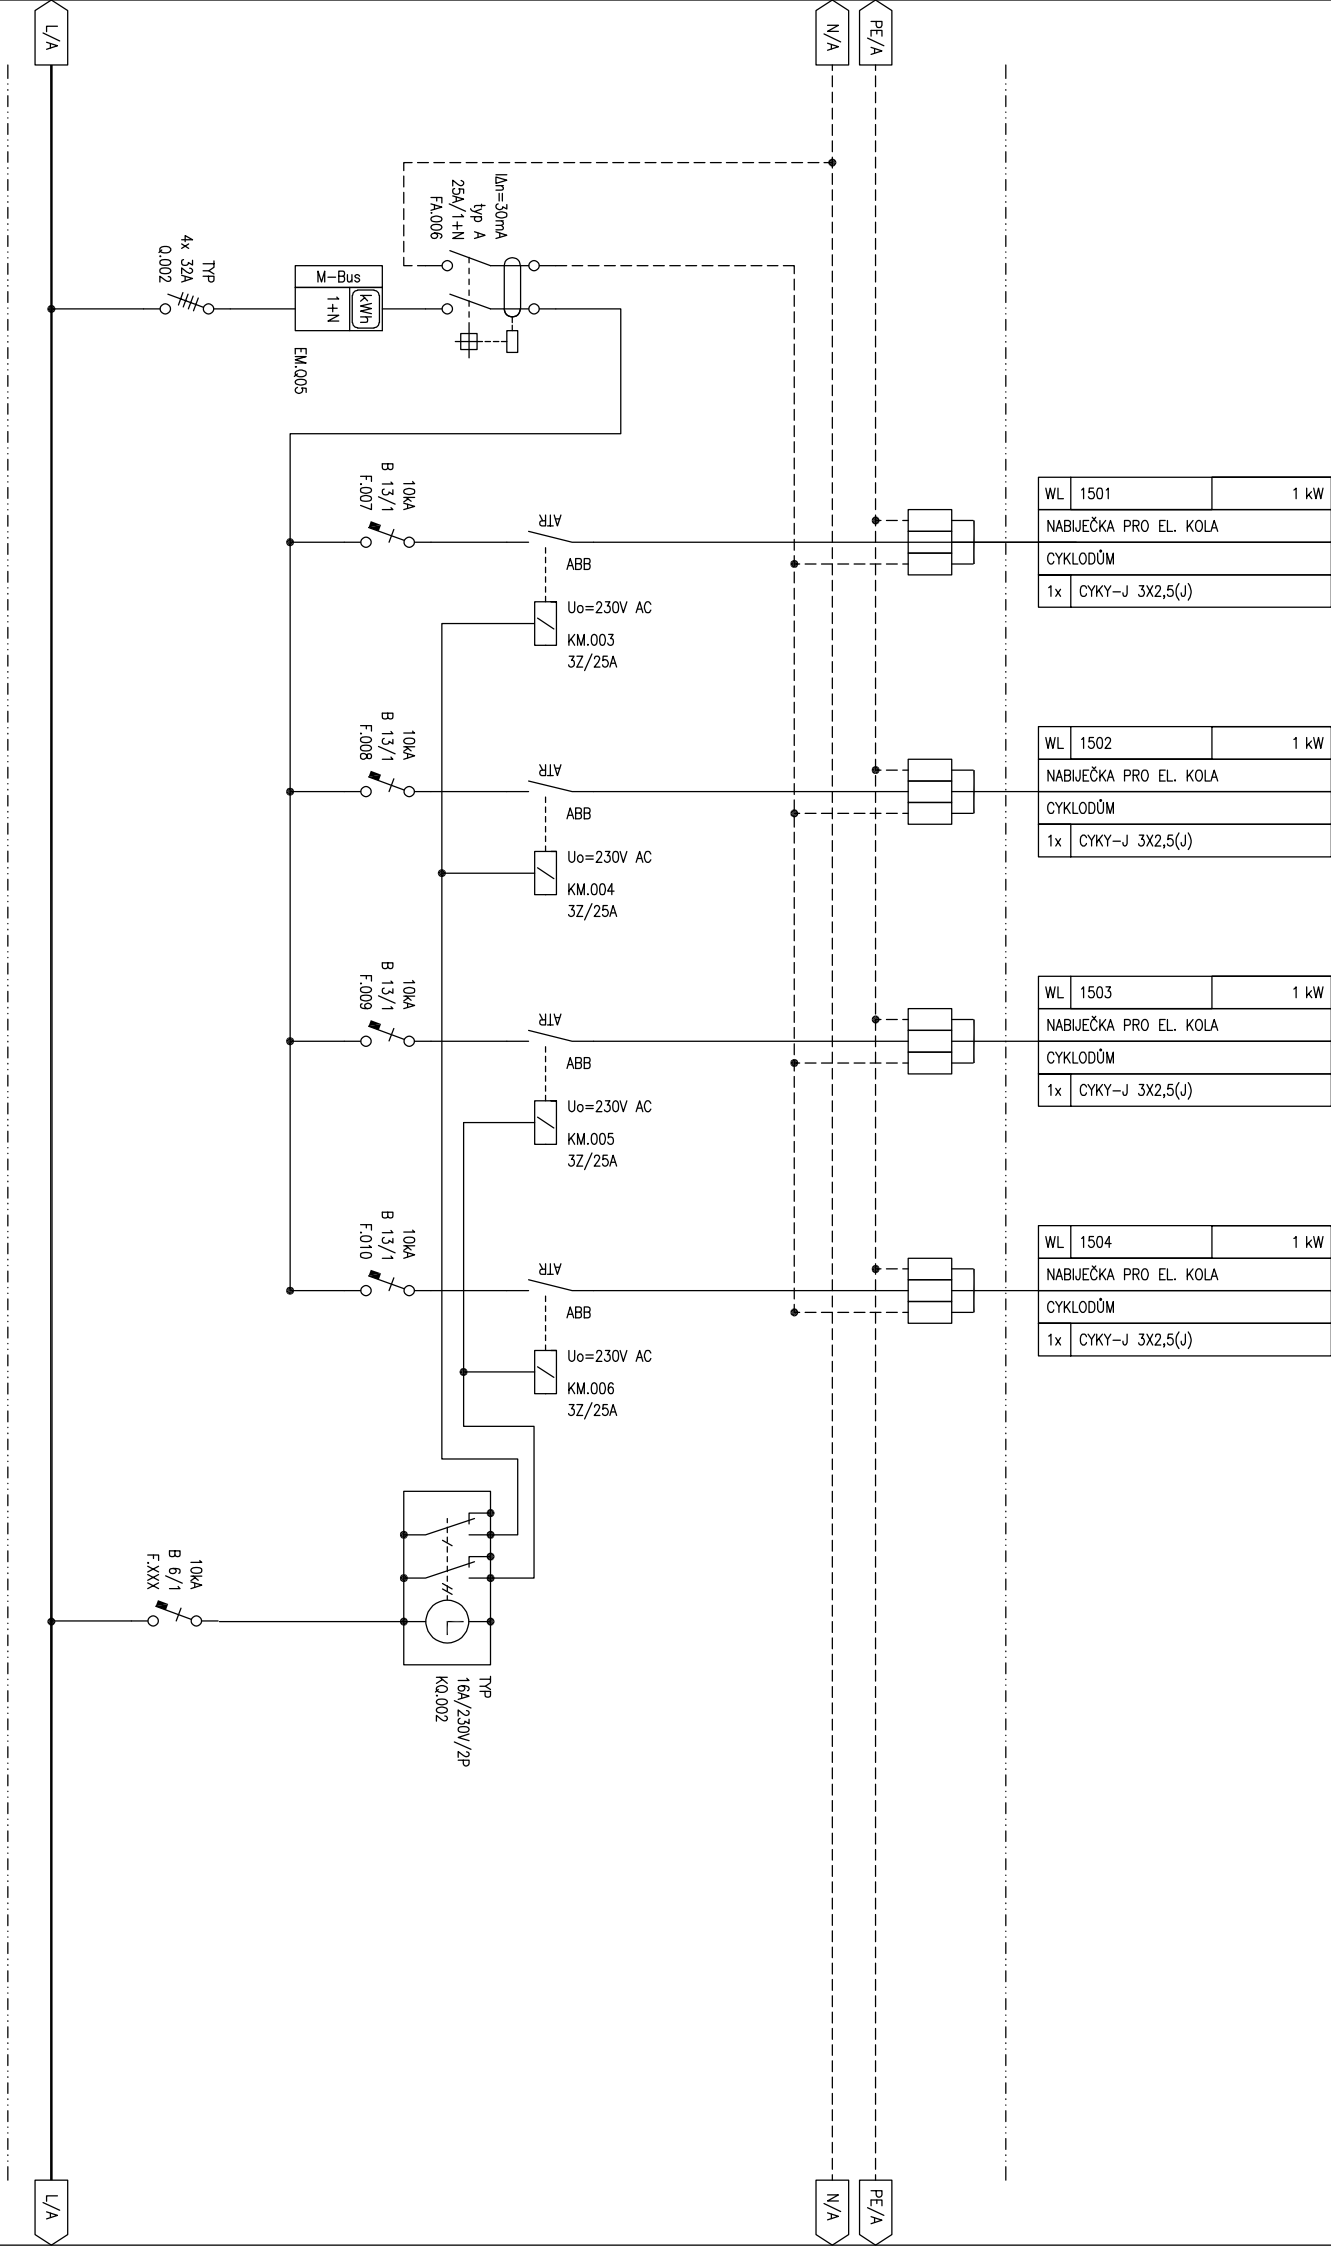 L/A
N/A
PE/A
IΔn=30mA
typ A
25A/1+N
FA.006
TYP
4x 32A
Q.002
M-Bus
kWh
1+N
EM.Q05
10kA
B 13/1
F.007
ATR
ABB
Uo=230V AC
KM.003
3Z/25A
WL 1501 1 kW
NABIJEČKA PRO EL. KOLA
CYKLODŮM
1x CYKY-J 3X2,5(J)
10kA
B 13/1
F.008
ATR
ABB
Uo=230V AC
KM.004
3Z/25A
WL 1502 1 kW
NABIJEČKA PRO EL. KOLA
CYKLODŮM
1x CYKY-J 3X2,5(J)
10kA
B 13/1
F.009
ATR
ABB
Uo=230V AC
KM.005
3Z/25A
WL 1503 1 kW
NABIJEČKA PRO EL. KOLA
CYKLODŮM
1x CYKY-J 3X2,5(J)
10kA
B 13/1
F.010
ATR
ABB
Uo=230V AC
KM.006
3Z/25A
WL 1504 1 kW
NABIJEČKA PRO EL. KOLA
CYKLODŮM
1x CYKY-J 3X2,5(J)
10kA
B 6/1
F.XXX
TYP
16A/230V/2P
KQ.002
L/A
N/A
PE/A